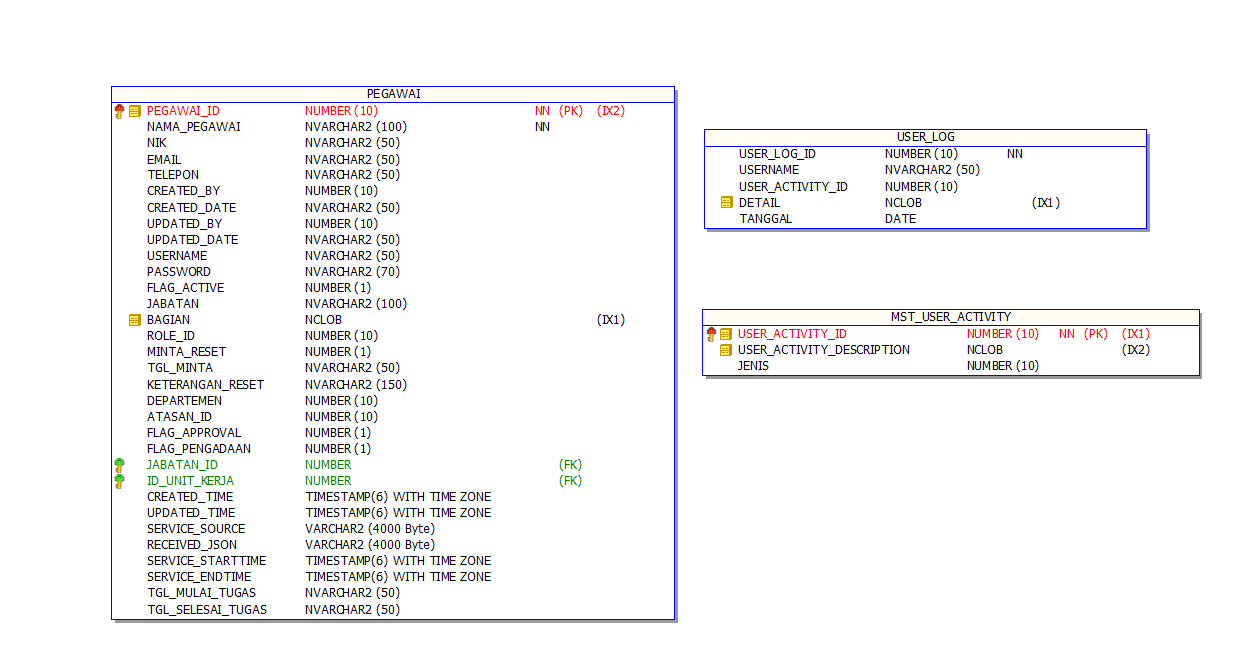 PEGAWAI
PEGAWAI_ID NUMBER (10) NN (PK) (IX2)
NAMA_PEGAWAI NVARCHAR2 (100) NN
NIK NVARCHAR2 (50)
EMAIL NVARCHAR2 (50)
TELEPON NVARCHAR2 (50)
CREATED_BY NUMBER (10)
CREATED_DATE NVARCHAR2 (50)
UPDATED_BY NUMBER (10)
UPDATED_DATE NVARCHAR2 (50)
USERNAME NVARCHAR2 (50)
PASSWORD NVARCHAR2 (70)
FLAG_ACTIVE NUMBER (1)
JABATAN NVARCHAR2 (100)
BAGIAN NCLOB (IX1)
ROLE_ID NUMBER (10)
MINTA_RESET NUMBER (1)
TGL_MINTA NVARCHAR2 (50)
KETERANGAN_RESET NVARCHAR2 (150)
DEPARTEMEN NUMBER (10)
ATASAN_ID NUMBER (10)
FLAG_APPROVAL NUMBER (1)
FLAG_PENGADAAN NUMBER (1)
JABATAN_ID NUMBER (FK)
ID_UNIT_KERJA NUMBER (FK)
CREATED_TIME TIMESTAMP(6) WITH TIME ZONE
UPDATED_TIME TIMESTAMP(6) WITH TIME ZONE
SERVICE_SOURCE VARCHAR2 (4000 Byte)
RECEIVED_JSON VARCHAR2 (4000 Byte)
SERVICE_STARTTIME TIMESTAMP(6) WITH TIME ZONE
SERVICE_ENDTIME TIMESTAMP(6) WITH TIME ZONE
TGL_MULAI_TUGAS NVARCHAR2 (50)
TGL_SELESAI_TUGAS NVARCHAR2 (50)
USER_LOG
USER_LOG_ID NUMBER (10) NN
USERNAME NVARCHAR2 (50)
USER_ACTIVITY_ID NUMBER (10)
DETAIL NCLOB (IX1)
TANGGAL DATE
MST_USER_ACTIVITY
USER_ACTIVITY_ID NUMBER (10) NN (PK) (IX1)
USER_ACTIVITY_DESCRIPTION NCLOB (IX2)
JENIS NUMBER (10)